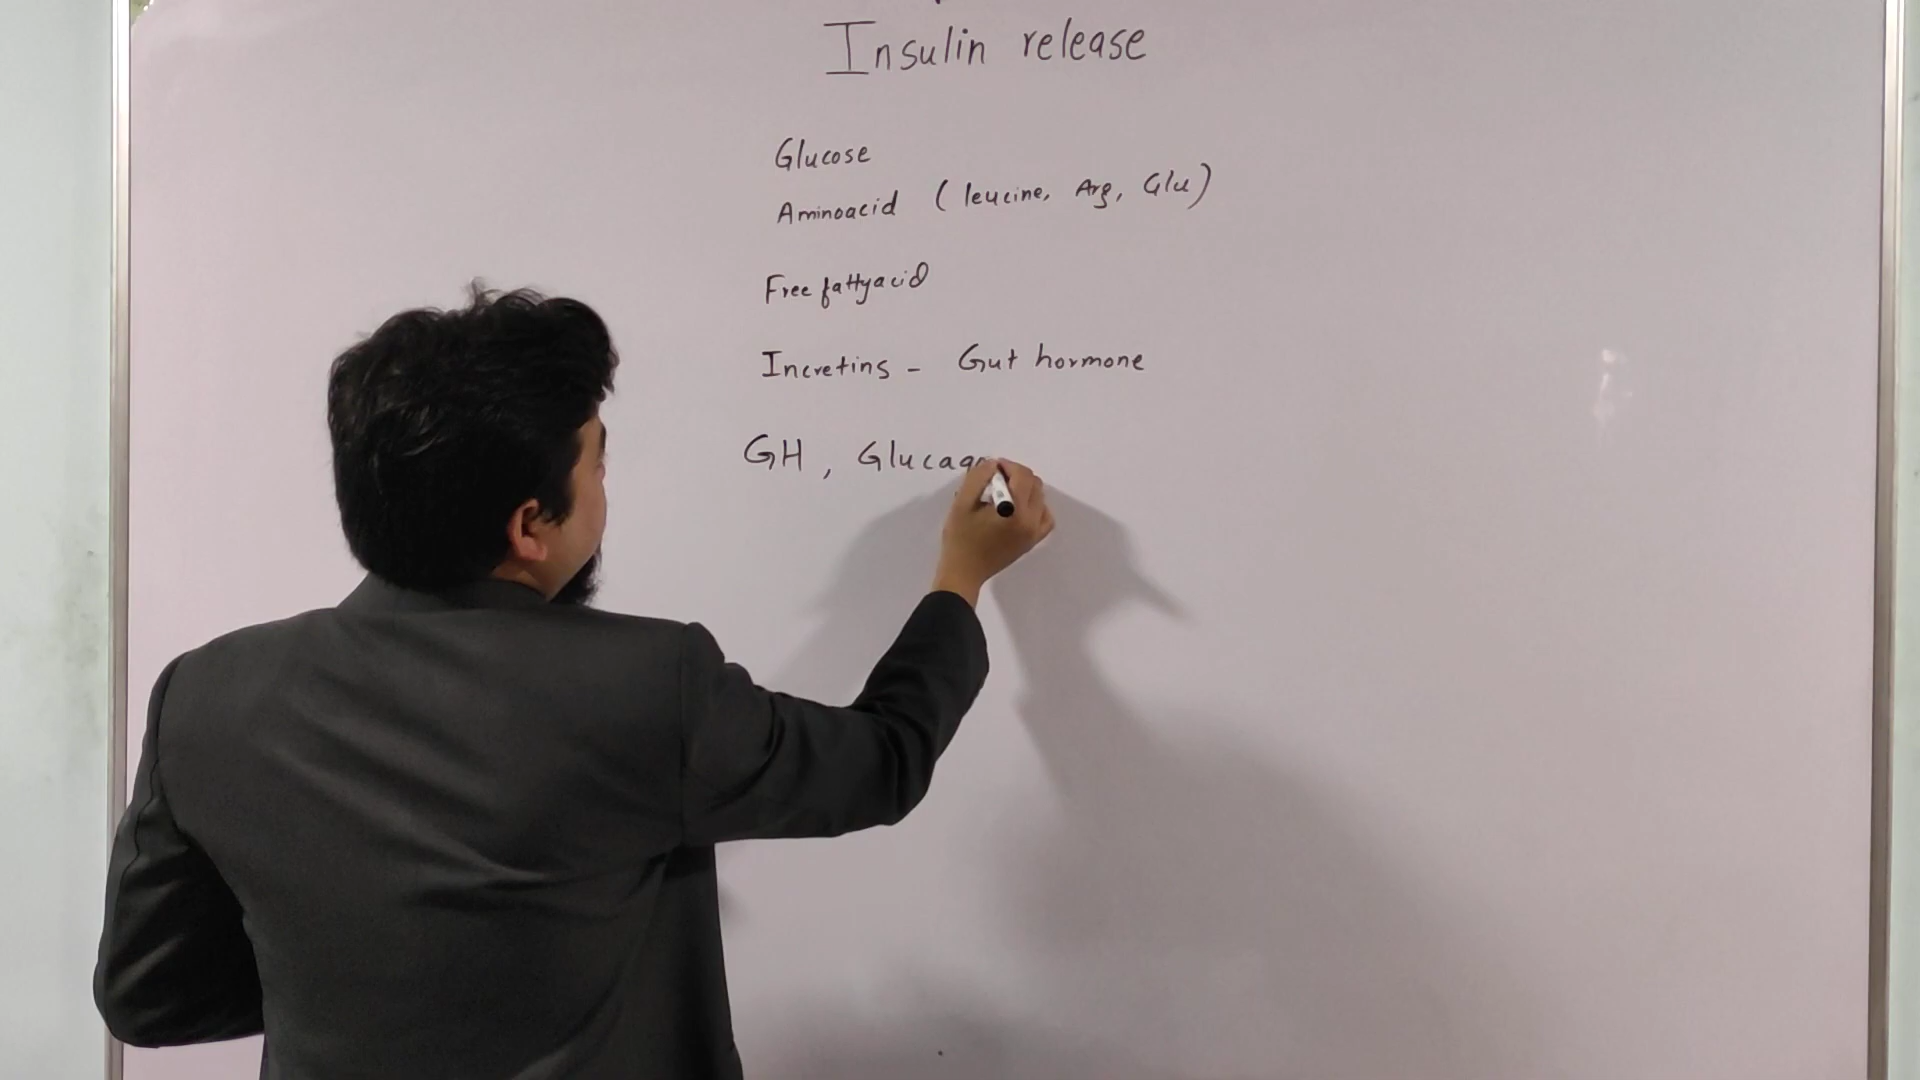 Insulin release
Glucose
Aminoacid (leucine, Arg, Glu)
Free fattyacid
Incretins - Gut hormone
GH, Glucag